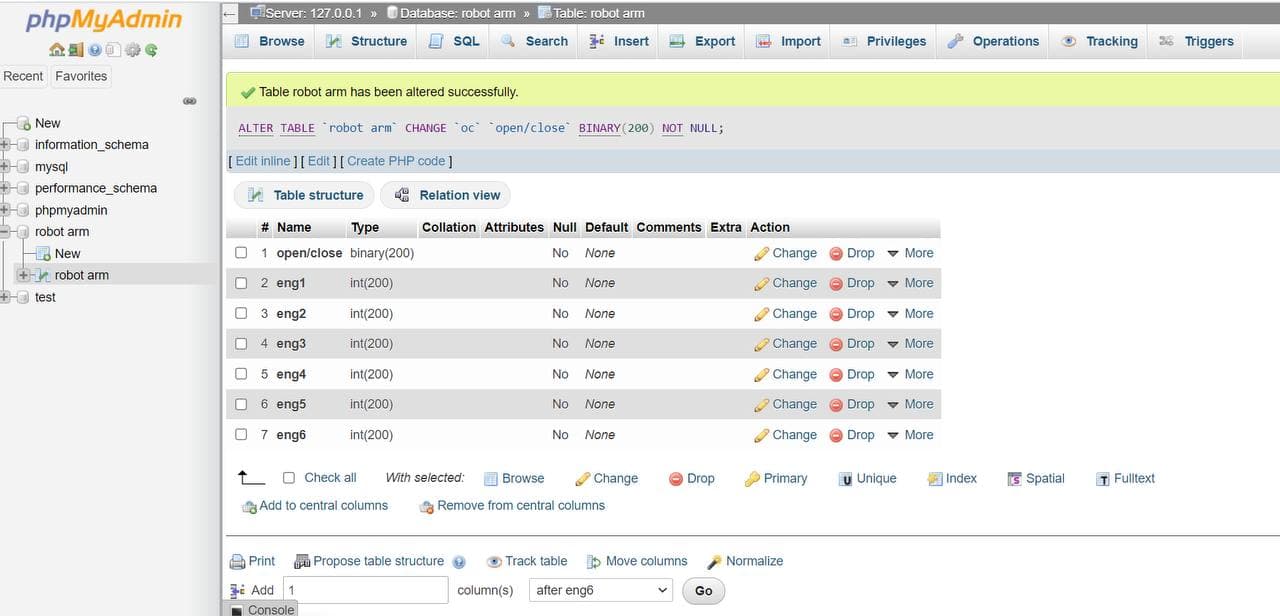 phpMyAdmin
Recent Favorites
New
information_schema
mysql
performance_schema
phpmyadmin
robot arm
New
robot arm
test
Server: 127.0.0.1 » Database: robot arm » Table: robot arm
Browse Structure SQL Search Insert Export Import Privileges Operations Tracking Triggers
Table robot arm has been altered successfully.
ALTER TABLE `robot arm` CHANGE `oc` `open/close` BINARY(200) NOT NULL;
[ Edit inline ] [ Edit ] [ Create PHP code ]
Table structure Relation view
# Name Type Collation Attributes Null Default Comments Extra Action
1 open/close binary(200) No None Change Drop More
2 eng1 int(200) No None Change Drop More
3 eng2 int(200) No None Change Drop More
4 eng3 int(200) No None Change Drop More
5 eng4 int(200) No None Change Drop More
6 eng5 int(200) No None Change Drop More
7 eng6 int(200) No None Change Drop More
Check all With selected: Browse Change Drop Primary Unique Index Spatial Fulltext
Add to central columns Remove from central columns
Print Propose table structure Track table Move columns Normalize
Add 1 column(s) after eng6 Go
Console